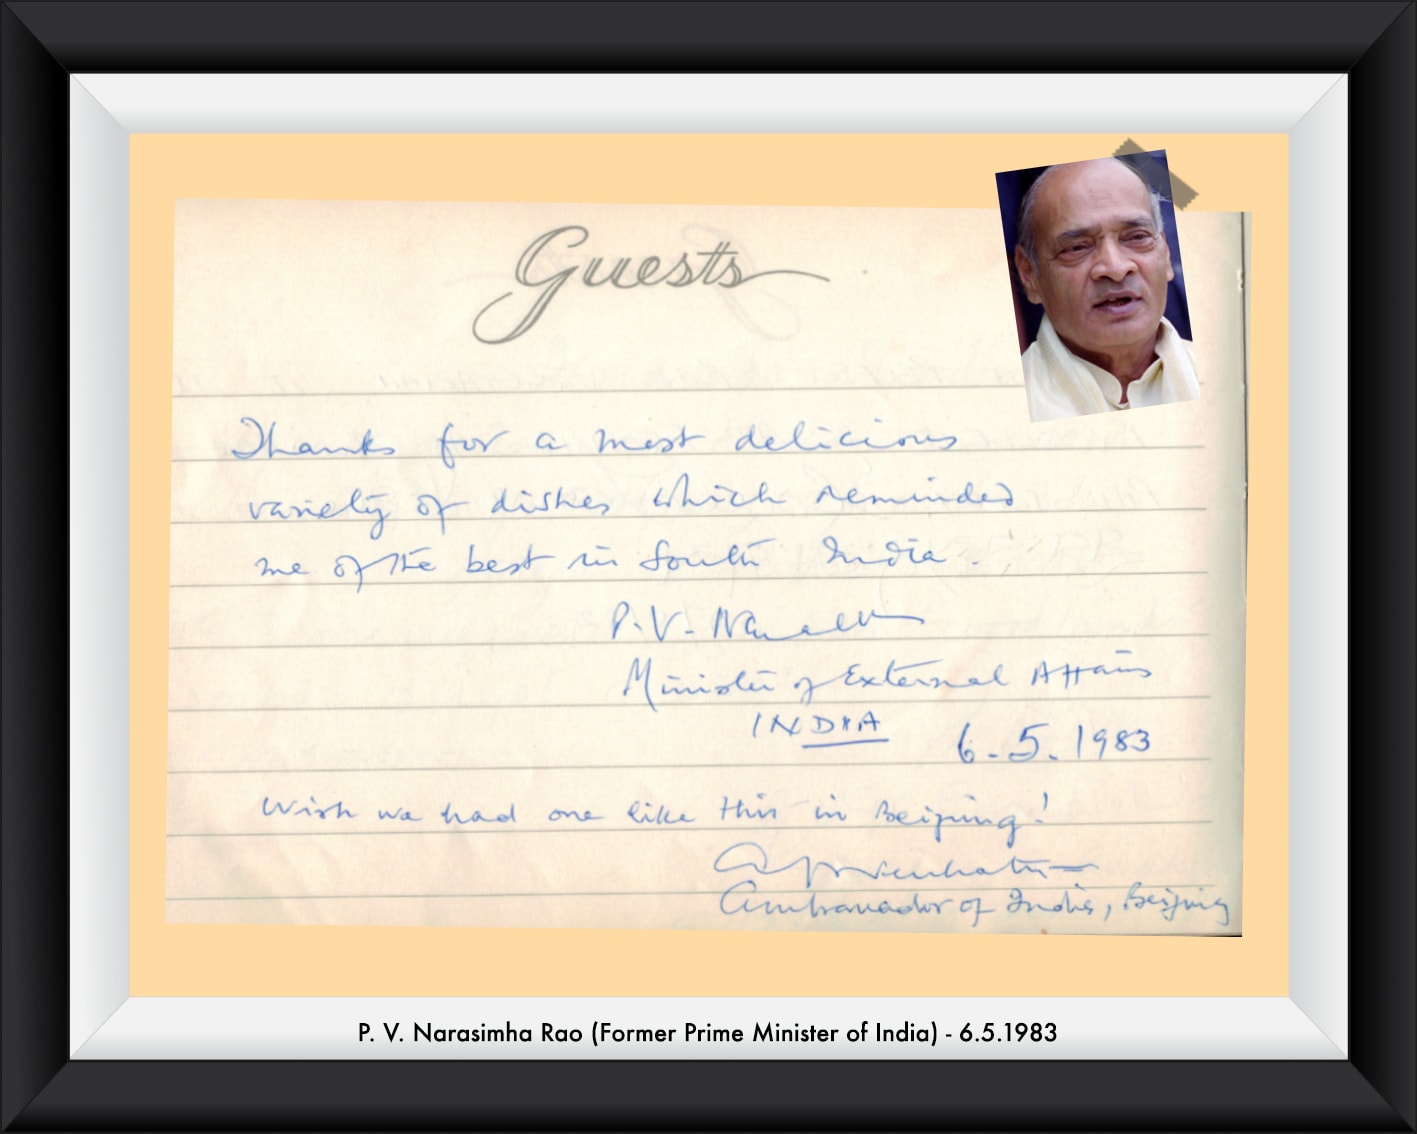 Guests
Thanks for a most delicious
variety of dishes which reminded
me of the best in South India.
P.V.
Minister of External Affairs
INDIA 6.5.1983
Wish we had one like this in Beijing!
Ambassador of India, Beijing
P. V. Narasimha Rao (Former Prime Minister of India) - 6.5.1983